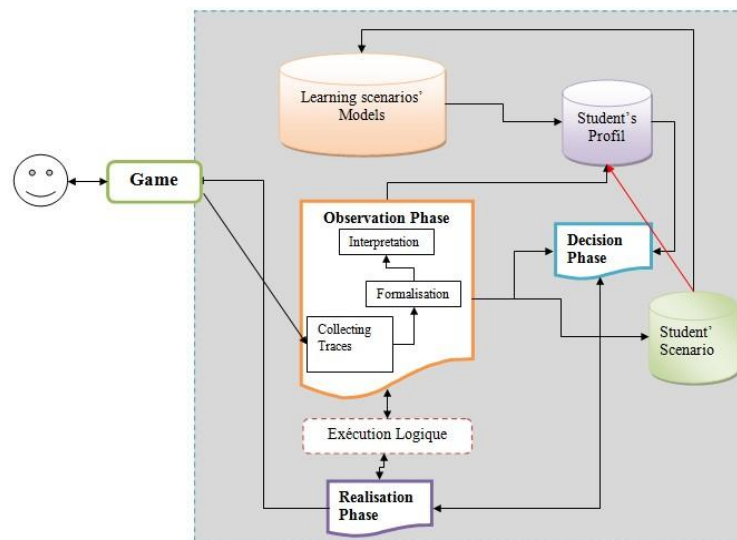 Learning scenarios'
Models
Student's
Profil
Game
Observation Phase
Interpretation
Formalisation
Collecting
Traces
Decision
Phase
Student'
Scenario
Exécution Logique
Realisation
Phase